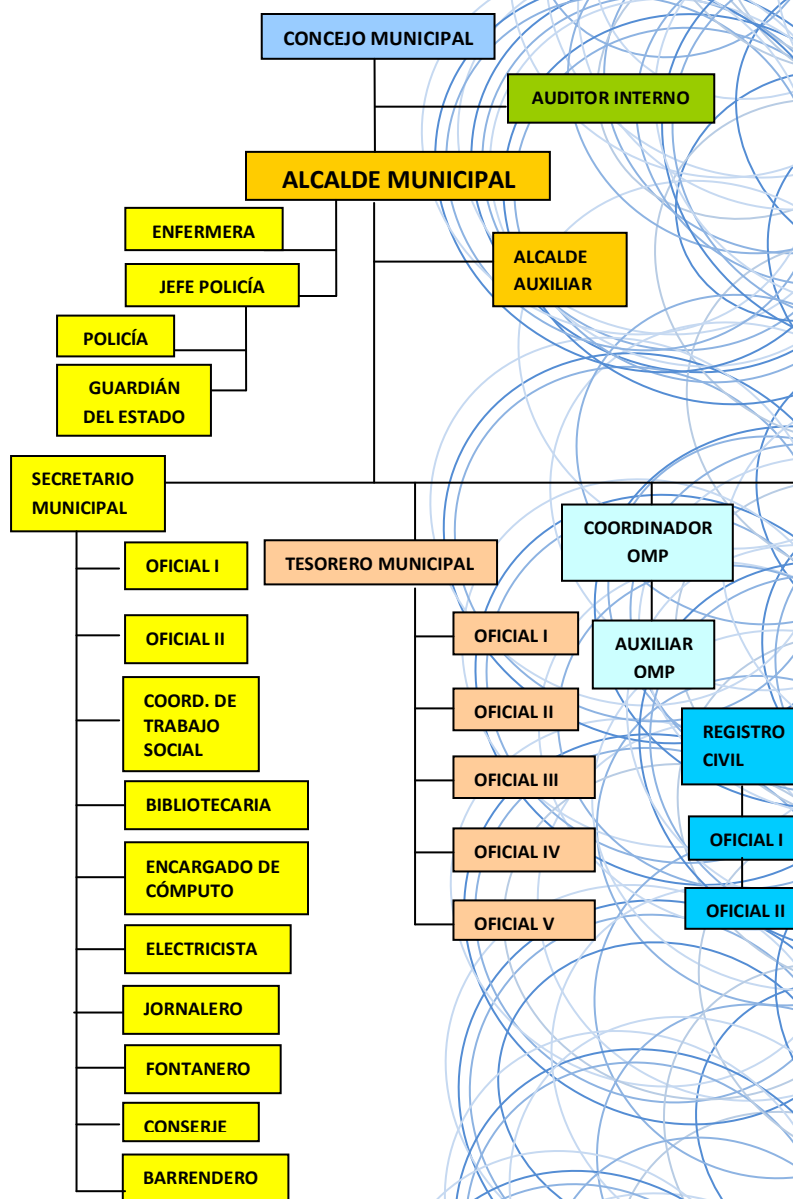 CONCEJO MUNICIPAL
AUDITOR INTERNO
ALCALDE MUNICIPAL
ENFERMERA
ALCALDE
AUXILIAR
JEFE POLICÍA
POLICÍA
GUARDIÁN
DEL ESTADO
SECRETARIO
MUNICIPAL
OFICIAL I
OFICIAL II
COORD. DE
TRABAJO
SOCIAL
BIBLIOTECARIA
ENCARGADO DE
CÓMPUTO
ELECTRICISTA
JORNALERO
FONTANERO
CONSERJE
BARRENDERO
TESORERO MUNICIPAL
OFICIAL I
OFICIAL II
OFICIAL III
OFICIAL IV
OFICIAL V
COORDINADOR
OMP
AUXILIAR
OMP
REGISTRO
CIVIL
OFICIAL I
OFICIAL II